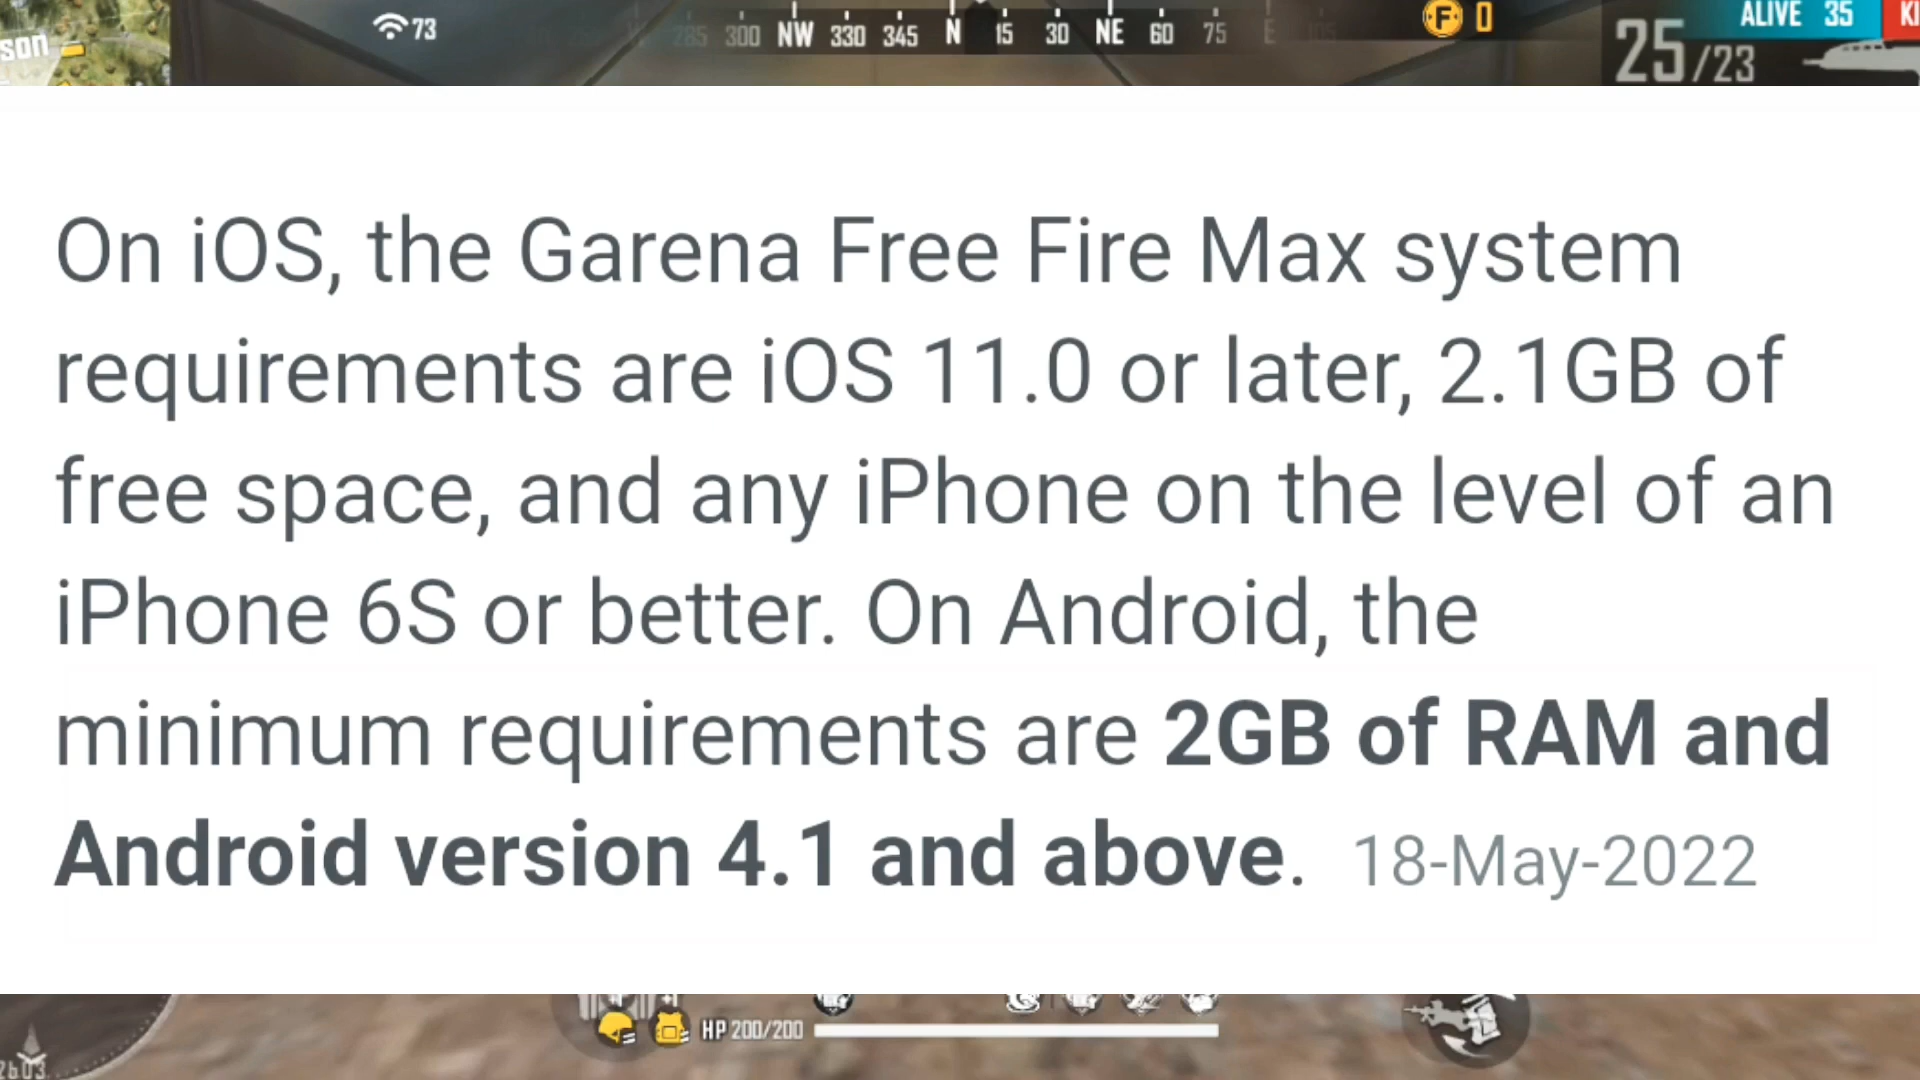 son
73
285 300 NW 330 345 N 15 30 NE 60 75 E 105
F 0
ALIVE 35
25/23
On iOS, the Garena Free Fire Max system
requirements are iOS 11.0 or later, 2.1GB of
free space, and any iPhone on the level of an
iPhone 6S or better. On Android, the
minimum requirements are 2GB of RAM and
Android version 4.1 and above. 18-May-2022
HP 200/200